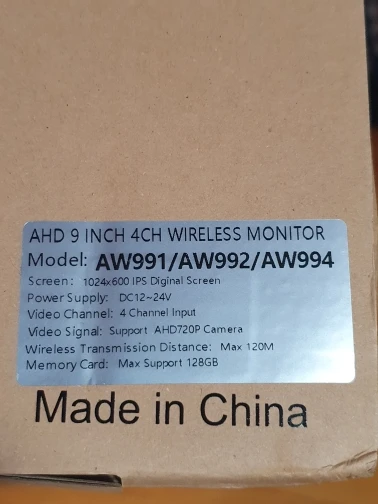 AHD 9 INCH 4CH WIRELESS MONITOR
Model: AW991/AW992/AW994
Screen: 1024x600 IPS Diginal Screen
Power Supply: DC12~24V
Video Channel: 4 Channel Input
Video Signal: Support AHD720P Camera
Wireless Transmission Distance: Max 120M
Memory Card: Max Support 128GB
Made in China